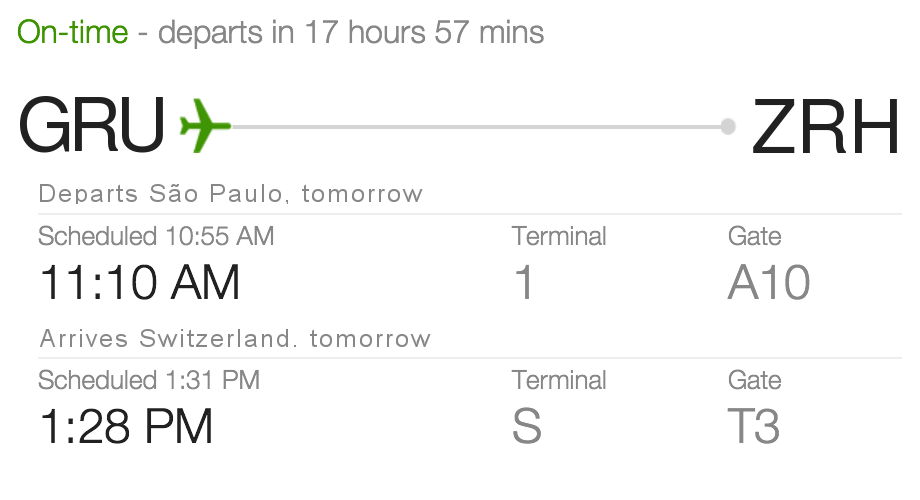 On-time - departs in 17 hours 57 mins
GRU ZRH
Departs São Paulo, tomorrow
Scheduled 10:55 AM Terminal Gate
11:10 AM 1 A10
Arrives Switzerland. tomorrow
Scheduled 1:31 PM Terminal Gate
1:28 PM S T3